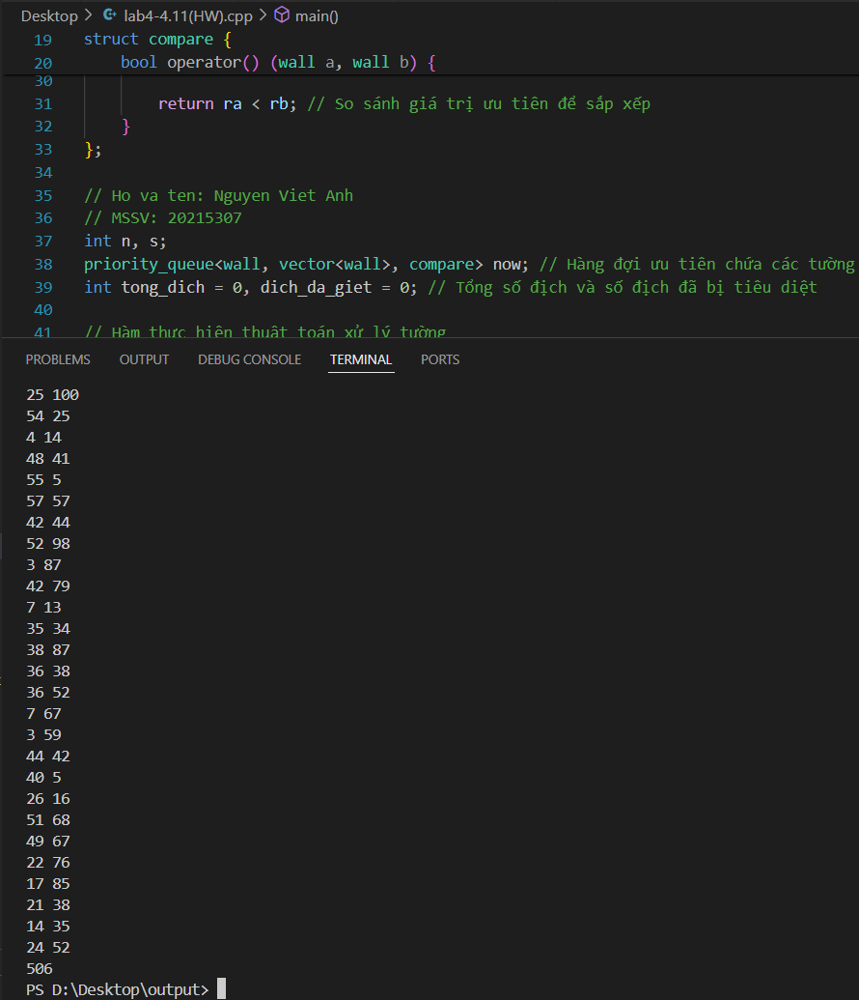 Desktop > lab4-4.11(HW).cpp > main()
19 struct compare {
20 bool operator() (wall a, wall b) {
30
31 return ra < rb; // So sánh giá trị ưu tiên để sắp xếp
32 }
33 };
34
35 // Ho va ten: Nguyen Viet Anh
36 // MSSV: 20215307
37 int n, s;
38 priority_queue<wall, vector<wall>, compare> now; // Hàng đợi ưu tiên chứa các tường
39 int tong_dich = 0, dich_da_giet = 0; // Tổng số địch và số địch đã bị tiêu diệt
40
41 // Hàm thực hiện thuật toán xử lý tường
PROBLEMS OUTPUT DEBUG CONSOLE TERMINAL PORTS
25 100
54 25
4 14
48 41
55 5
57 57
42 44
52 98
3 87
42 79
7 13
35 34
38 87
36 38
36 52
7 67
3 59
44 42
40 5
26 16
51 68
49 67
22 76
17 85
21 38
14 35
24 52
506
PS D:\Desktop\output>